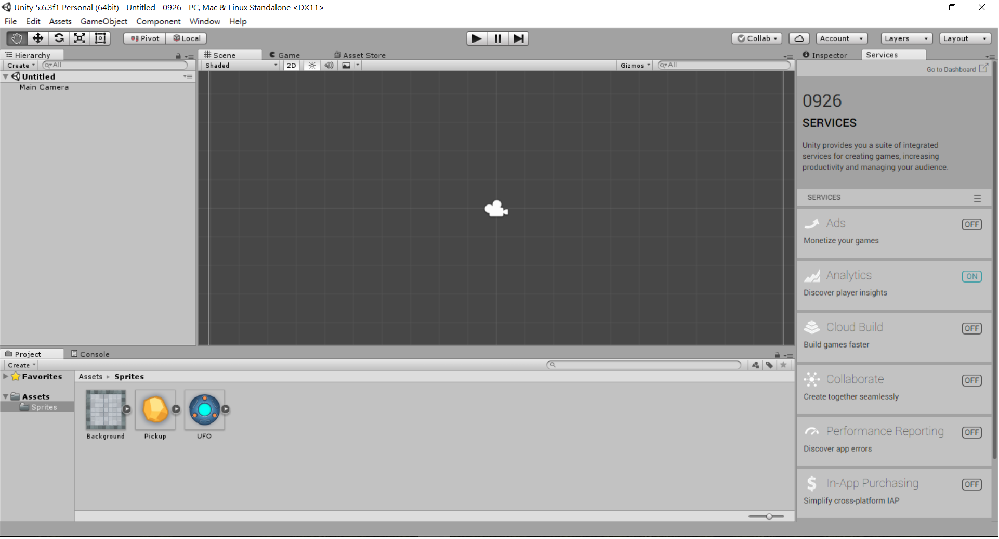 Unity 5.6.3f1 Personal (64bit) - Untitled - 0926 - PC, Mac & Linux Standalone <DX11>
File Edit Assets GameObject Component Window Help
Pivot Local Collab Account Layers Layout
Hierarchy
Create All
Untitled
Main Camera
Scene Game Asset Store
Shaded 2D Gizmos All
Inspector Services
Go to Dashboard
0926
SERVICES
Unity provides you a suite of integrated
services for creating games, increasing
productivity and managing your audience.
SERVICES
Ads OFF
Monetize your games
Analytics ON
Discover player insights
Cloud Build OFF
Build games faster
Collaborate OFF
Create together seamlessly
Performance Reporting OFF
Discover app errors
In-App Purchasing OFF
Simplify cross-platform IAP
Project Console
Create
Favorites
Assets
Sprites
Assets Sprites
Background Pickup UFO